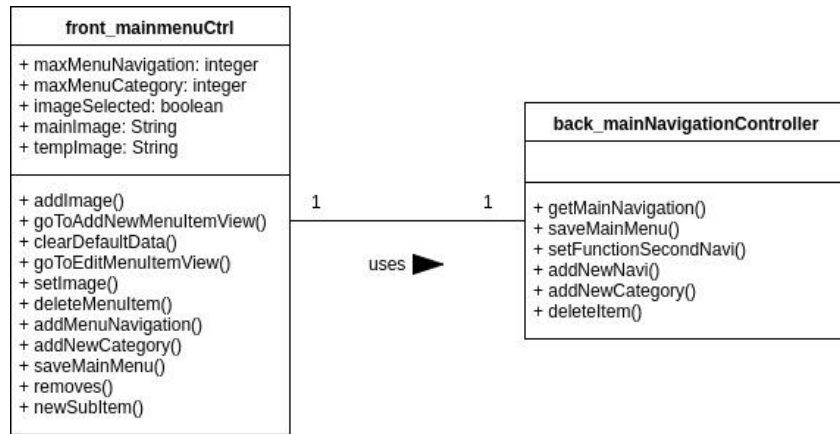 front_mainmenuCtrl
+ maxMenuNavigation: integer
+ maxMenuCategory: integer
+ imageSelected: boolean
+ mainImage: String
+ tempImage: String
+ addImage()
+ goToAddNewMenuItemView()
+ clearDefaultData()
+ goToEditMenuItemView()
+ setImage()
+ deleteMenuItem()
+ addMenuNavigation()
+ addNewCategory()
+ saveMainMenu()
+ removes()
+ newSubItem()
1
1
uses
back_mainNavigationController
+ getMainNavigation()
+ saveMainMenu()
+ setFunctionSecondNavi()
+ addNewNavi()
+ addNewCategory()
+ deleteItem()